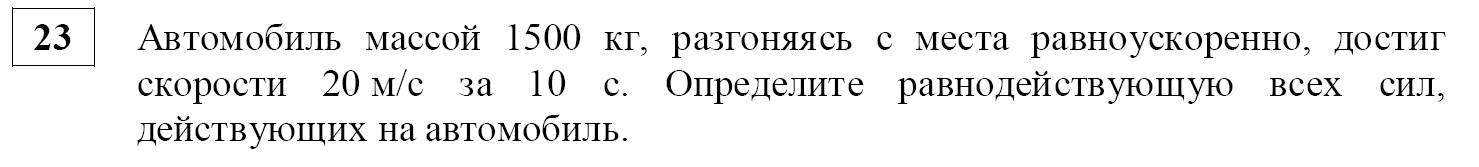 23 Автомобиль массой 1500 кг, разгоняясь с места равноускоренно, достиг
скорости 20 м/с за 10 с. Определите равнодействующую всех сил,
действующих на автомобиль.